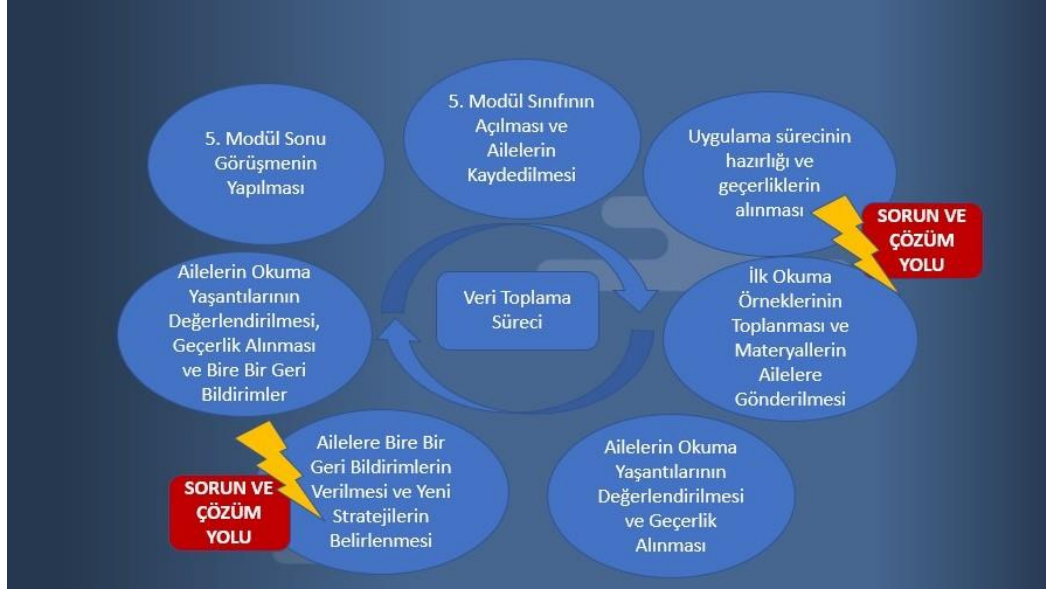 5. Modül Sınıfının
Açılması ve
Ailelerin
Kaydedilmesi
Uygulama sürecinin
hazırlığı ve
geçerliklerin
alınması
SORUN VE
ÇÖZÜM
YOLU
İlk Okuma
Örneklerinin
Toplanması ve
Materyallerin
Ailelere
Gönderilmesi
Ailelerin Okuma
Yaşantılarının
Değerlendirilmesi
ve Geçerlik
Alınması
Ailelere Bire Bir
Geri Bildirimlerin
Verilmesi ve Yeni
Stratejilerin
Belirlenmesi
SORUN VE
ÇÖZÜM
YOLU
Ailelerin Okuma
Yaşantılarının
Değerlendirilmesi,
Geçerlik Alınması
ve Bire Bir Geri
Bildirimler
5. Modül Sonu
Görüşmenin
Yapılması
Veri Toplama
Süreci